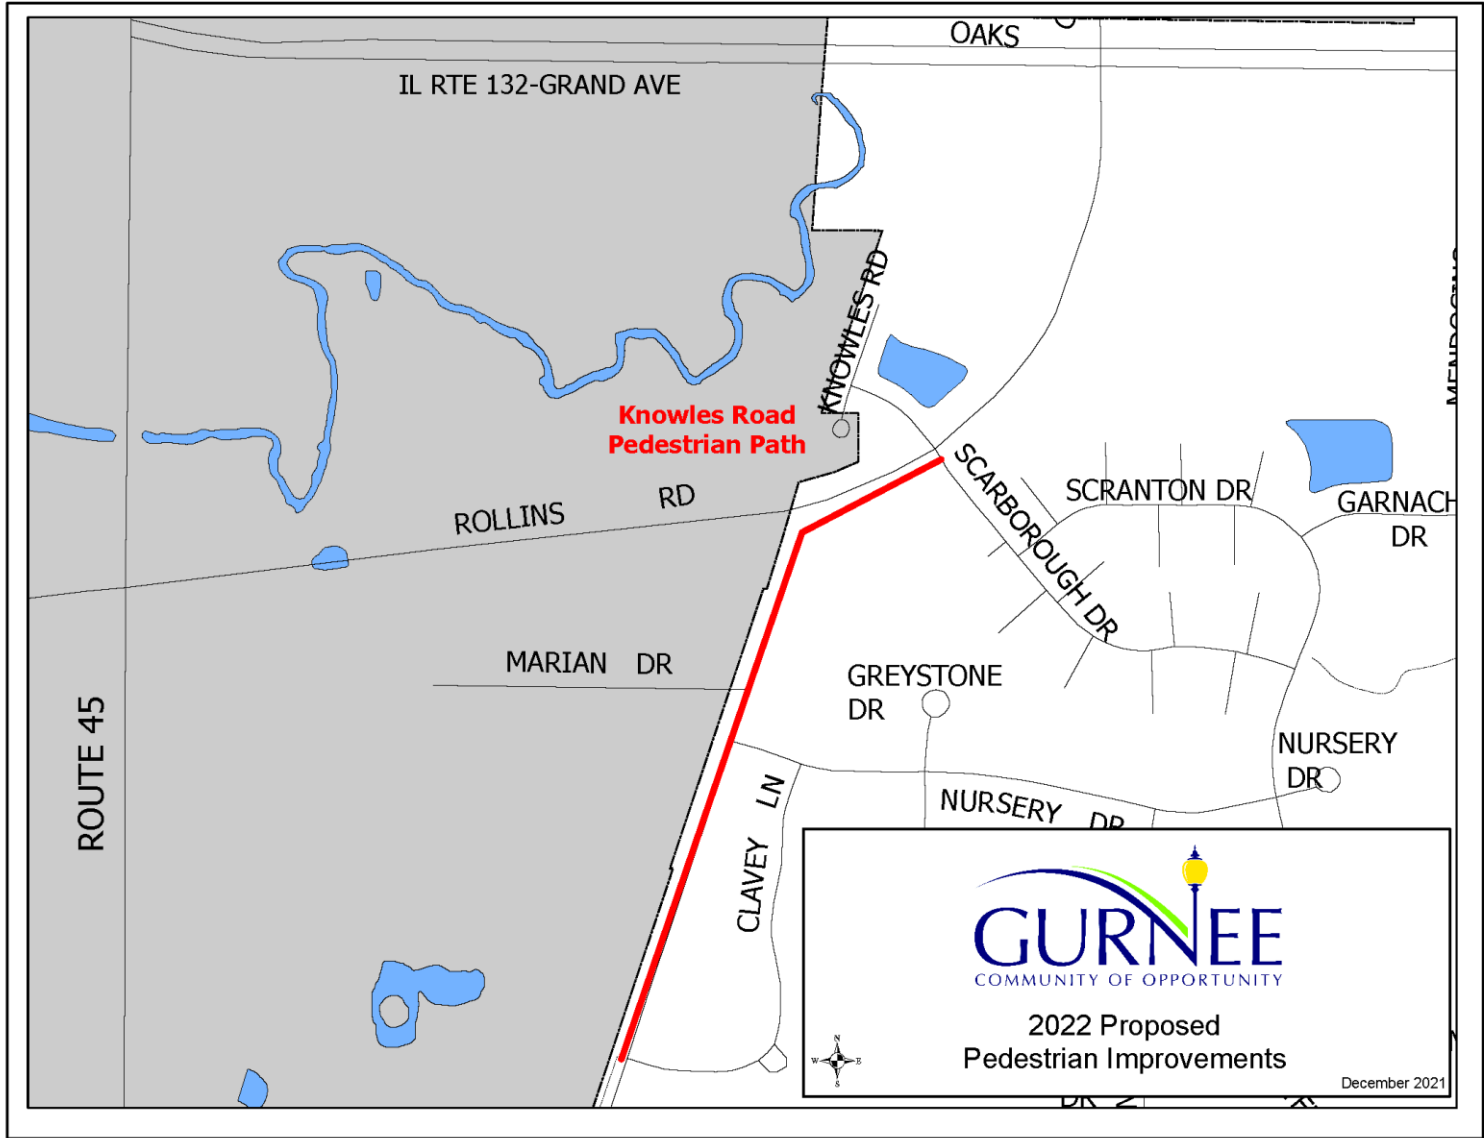 OAKS
IL RTE 132-GRAND AVE
KNOWLES RD
Knowles Road
Pedestrian Path
ROLLINS RD
SCARBOROUGH DR
SCRANTON DR
GARNACH
DR
MARIAN DR
GREYSTONE
DR
ROUTE 45
NURSERY
DR
CLAVEY LN
NURSERY DR
GURNEE
COMMUNITY OF OPPORTUNITY
2022 Proposed
Pedestrian Improvements
N
W E
S
December 2021
DR